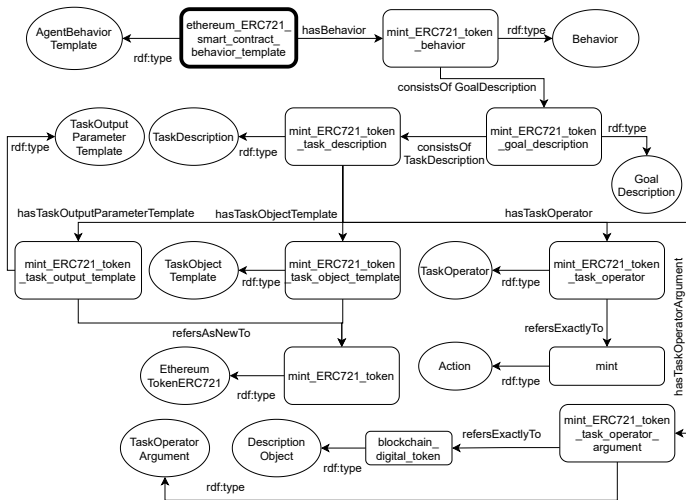 AgentBehavior
Template
rdf:type
ethereum_ERC721_
smart_contract_
behavior_template
hasBehavior
mint_ERC721_token
_behavior
rdf:type
Behavior
consistsOf GoalDescription
TaskOutput
Parameter
Template
rdf:type
TaskDescription
rdf:type
mint_ERC721_token
_task_description
consistsOf
TaskDescription
mint_ERC721_token
_goal_description
rdf:type
Goal
Description
hasTaskOutputParameterTemplate
hasTaskObjectTemplate
hasTaskOperator
hasTaskOperatorArgument
mint_ERC721_token
_task_output_template
TaskObject
Template
rdf:type
mint_ERC721_token
_task_object_template
TaskOperator
rdf:type
mint_ERC721_token
_task_operator
refersAsNewTo
refersExactlyTo
Ethereum
TokenERC721
rdf:type
mint_ERC721_token
Action
rdf:type
mint
TaskOperator
Argument
rdf:type
Description
Object
rdf:type
blockchain_
digital_token
refersExactlyTo
mint_ERC721_token
_task_operator_
argument